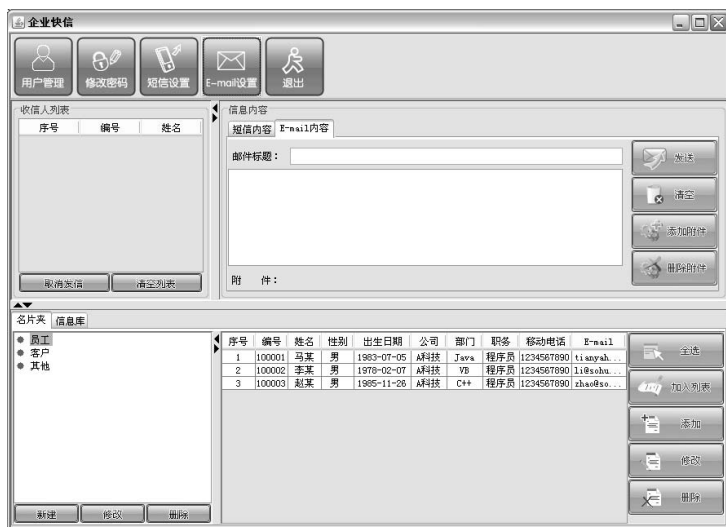 企业快信
用户管理 修改密码 短信设置 E-mail设置 退出
收信人列表
序号 编号 姓名
取消发信 清空列表
信息内容
短信内容 E-mail内容
邮件标题：
附 件：
发送
清空
添加附件
删除附件
名片夹 信息库
员工
客户
其他
新建 修改 删除
序号 编号 姓名 性别 出生日期 公司 部门 职务 移动电话 E-mail
1 100001 马某 男 1983-07-05 A科技 Java 程序员 1234567890 tianyah...
2 100002 李某 男 1978-02-07 A科技 VB 程序员 1234567890 li@sohu...
3 100003 赵某 男 1985-11-26 A科技 C++ 程序员 1234567890 zhao@so...
全选
加入列表
添加
修改
删除